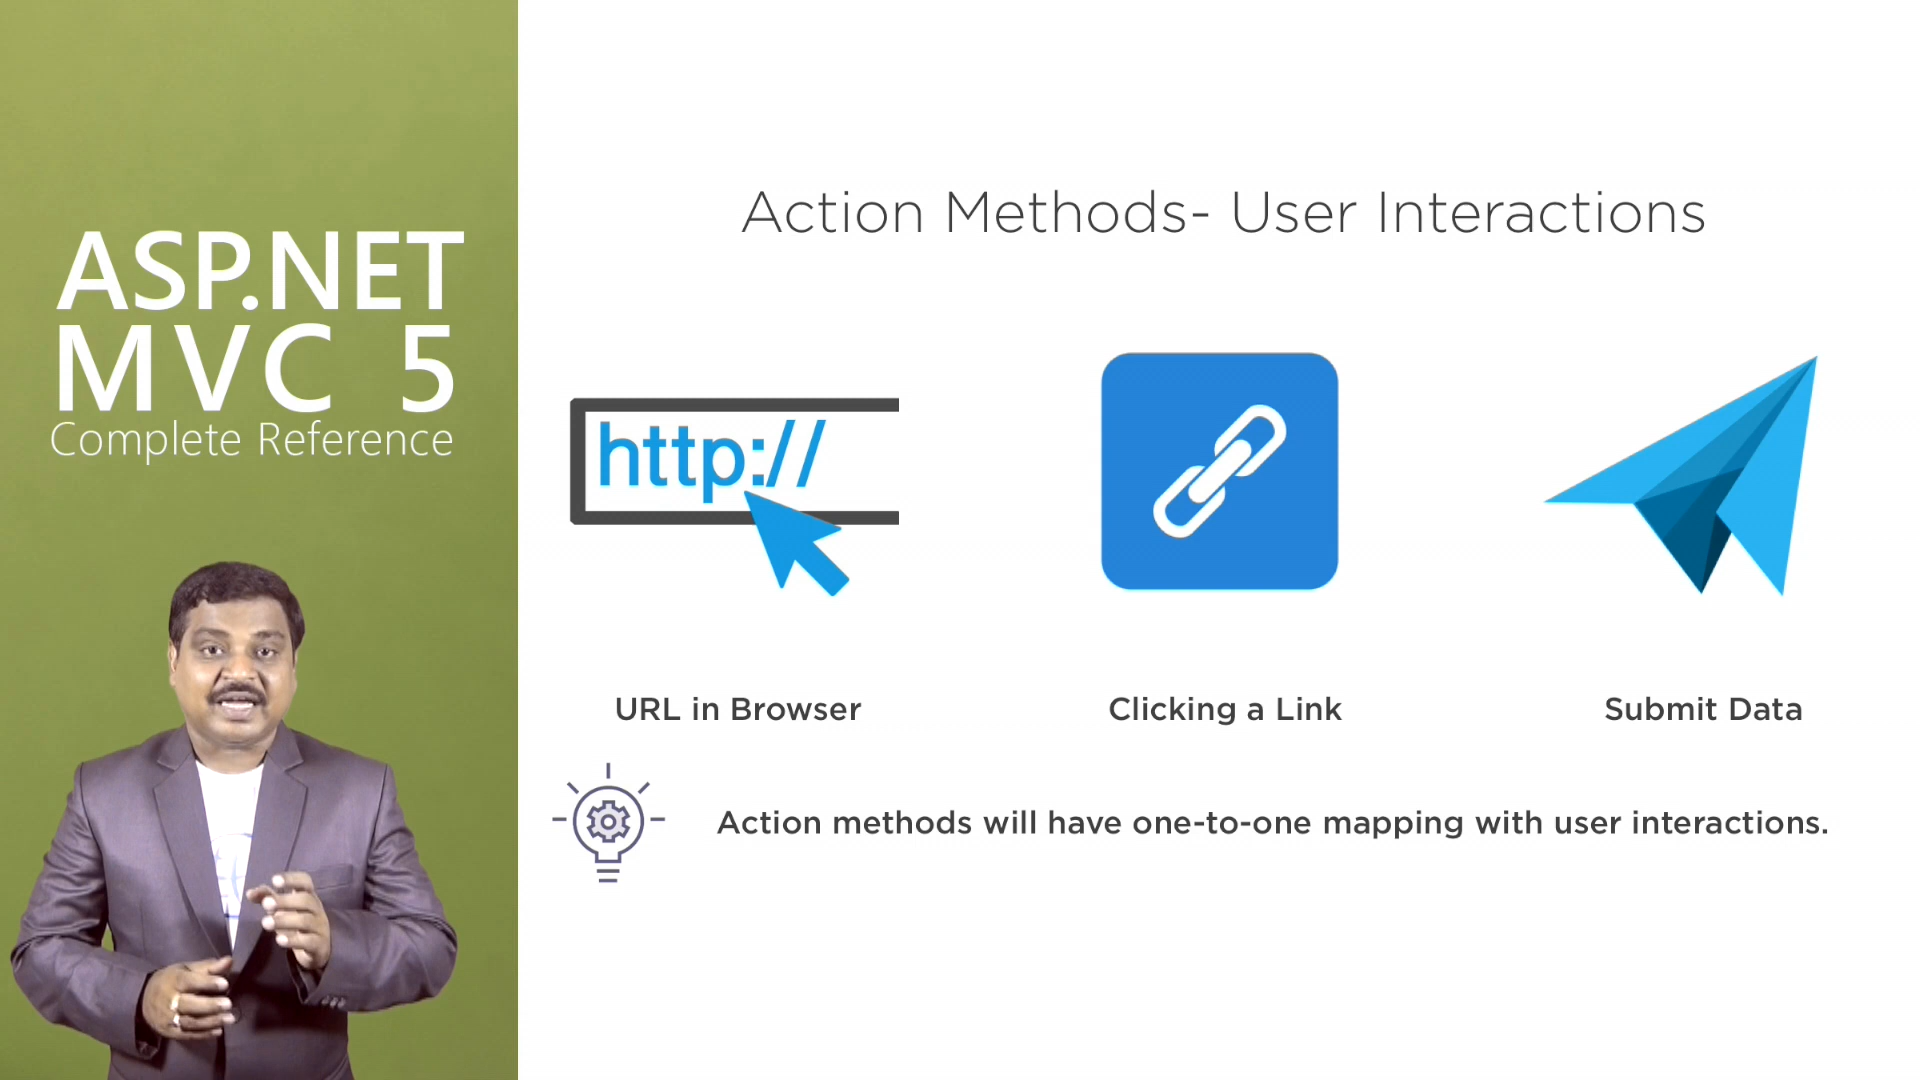 ASP.NET
MVC 5
Complete Reference
Action Methods- User Interactions
http://
URL in Browser
Clicking a Link
Submit Data
Action methods will have one-to-one mapping with user interactions.